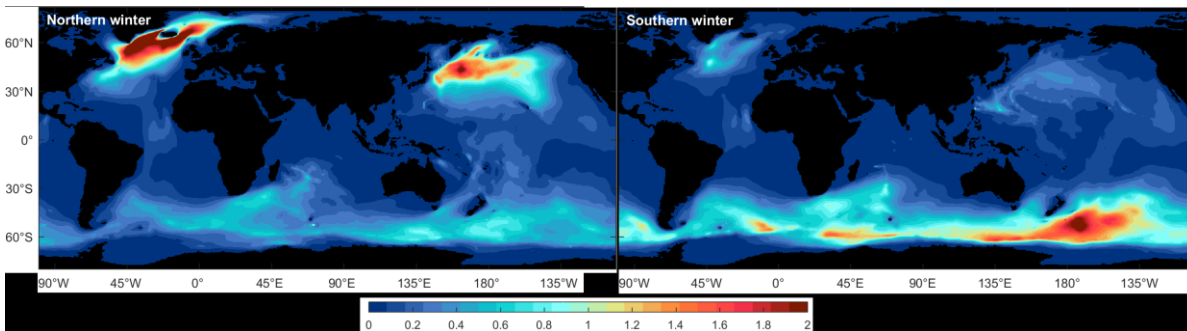 Northern winter Southern winter
60°N
30°N
0°
30°S
60°S
90°W 45°W 0° 45°E 90°E 135°E 180°E 135°W 90°W 45°W 0° 45°E 90°E 135°E 180°E 135°W
0 0.2 0.4 0.6 0.8 1 1.2 1.4 1.6 1.8 2